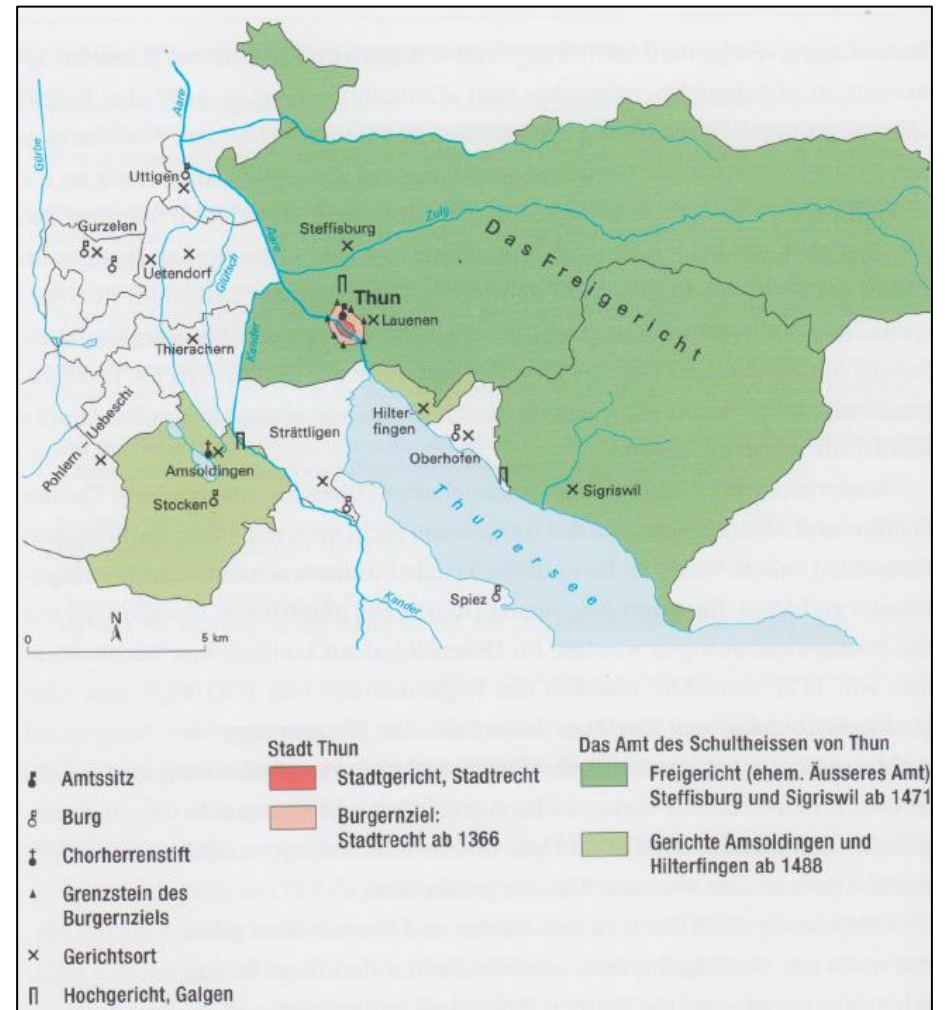 Gürbe
Aare
Uttigen
Gurzelen
Uetendorf
Glütsch
Aare
Steffisburg
Zulg
Das Freigericht
Thun
Lauenen
Kander
Thierachern
Uebeschi
Pohlern
Strättligen
Hilter-
fingen
Oberhofen
Amsoldingen
Stocken
Sigriswil
Thunersee
Spiez
Kander
N
0
5 km
Amtssitz
Burg
Chorherrenstift
Grenzstein des
Burgernziels
Gerichtsort
Hochgericht, Galgen
Stadt Thun
Stadtgericht, Stadtrecht
Burgernziel:
Stadtrecht ab 1366
Das Amt des Schultheissen von Thun
Freigericht (ehem. Äusseres Amt)
Steffisburg und Sigriswil ab 1471
Gerichte Amsoldingen und
Hilterfingen ab 1488